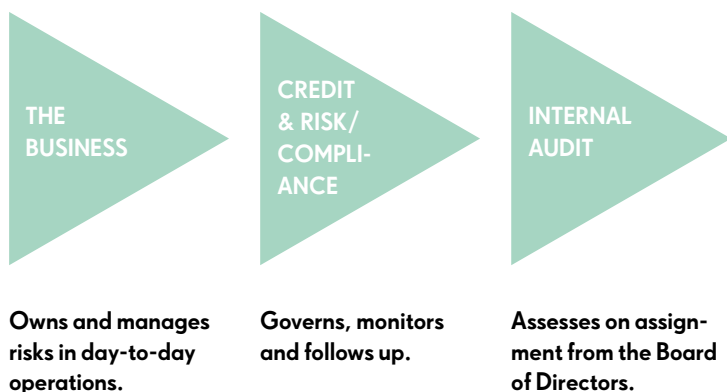 THE
BUSINESS
CREDIT
& RISK/
COMPLI-
ANCE
INTERNAL
AUDIT
Owns and manages
risks in day-to-day
operations.
Governs, monitors
and follows up.
Assesses on assign-
ment from the Board
of Directors.